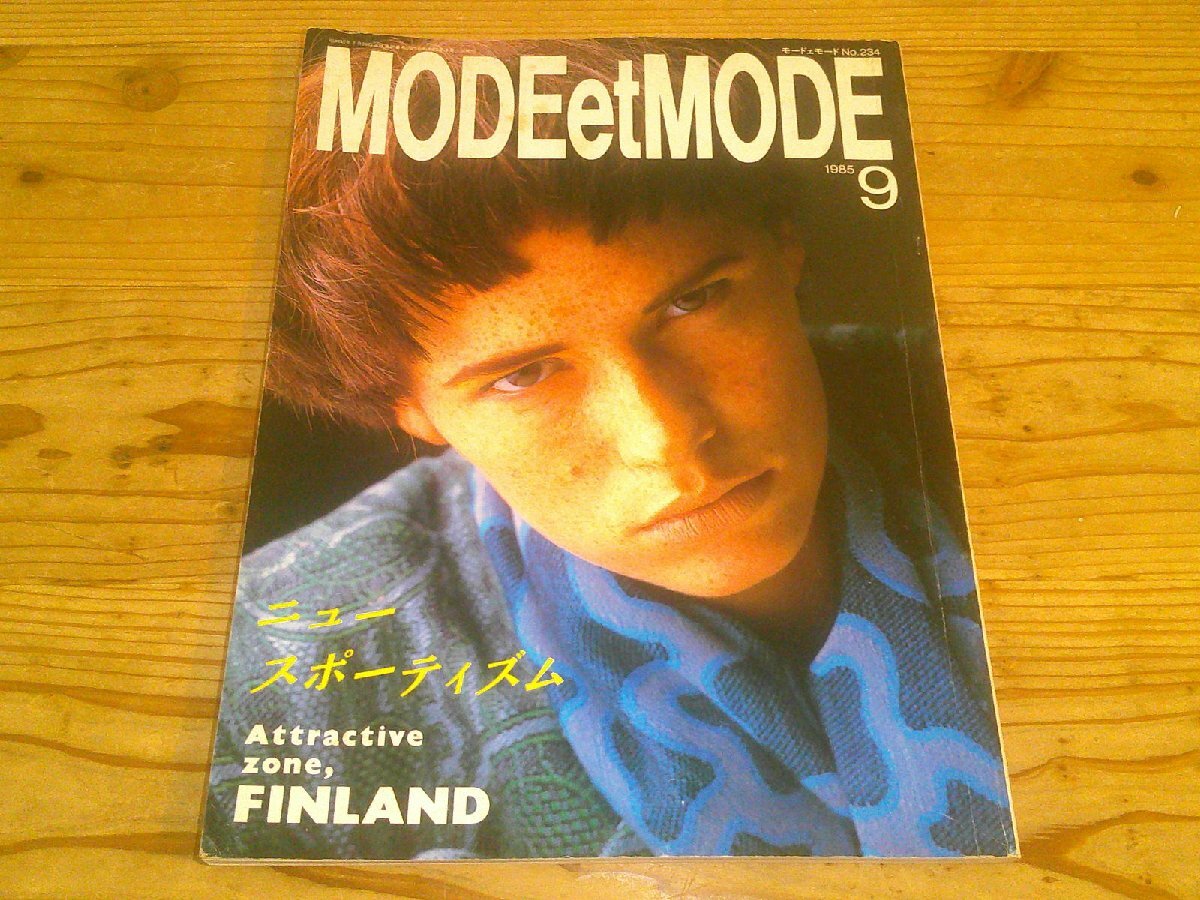 モードェモード No.234
MODEetMODE
1985
9
ニュー
スポーティズム
Attractive
zone,
FINLAND